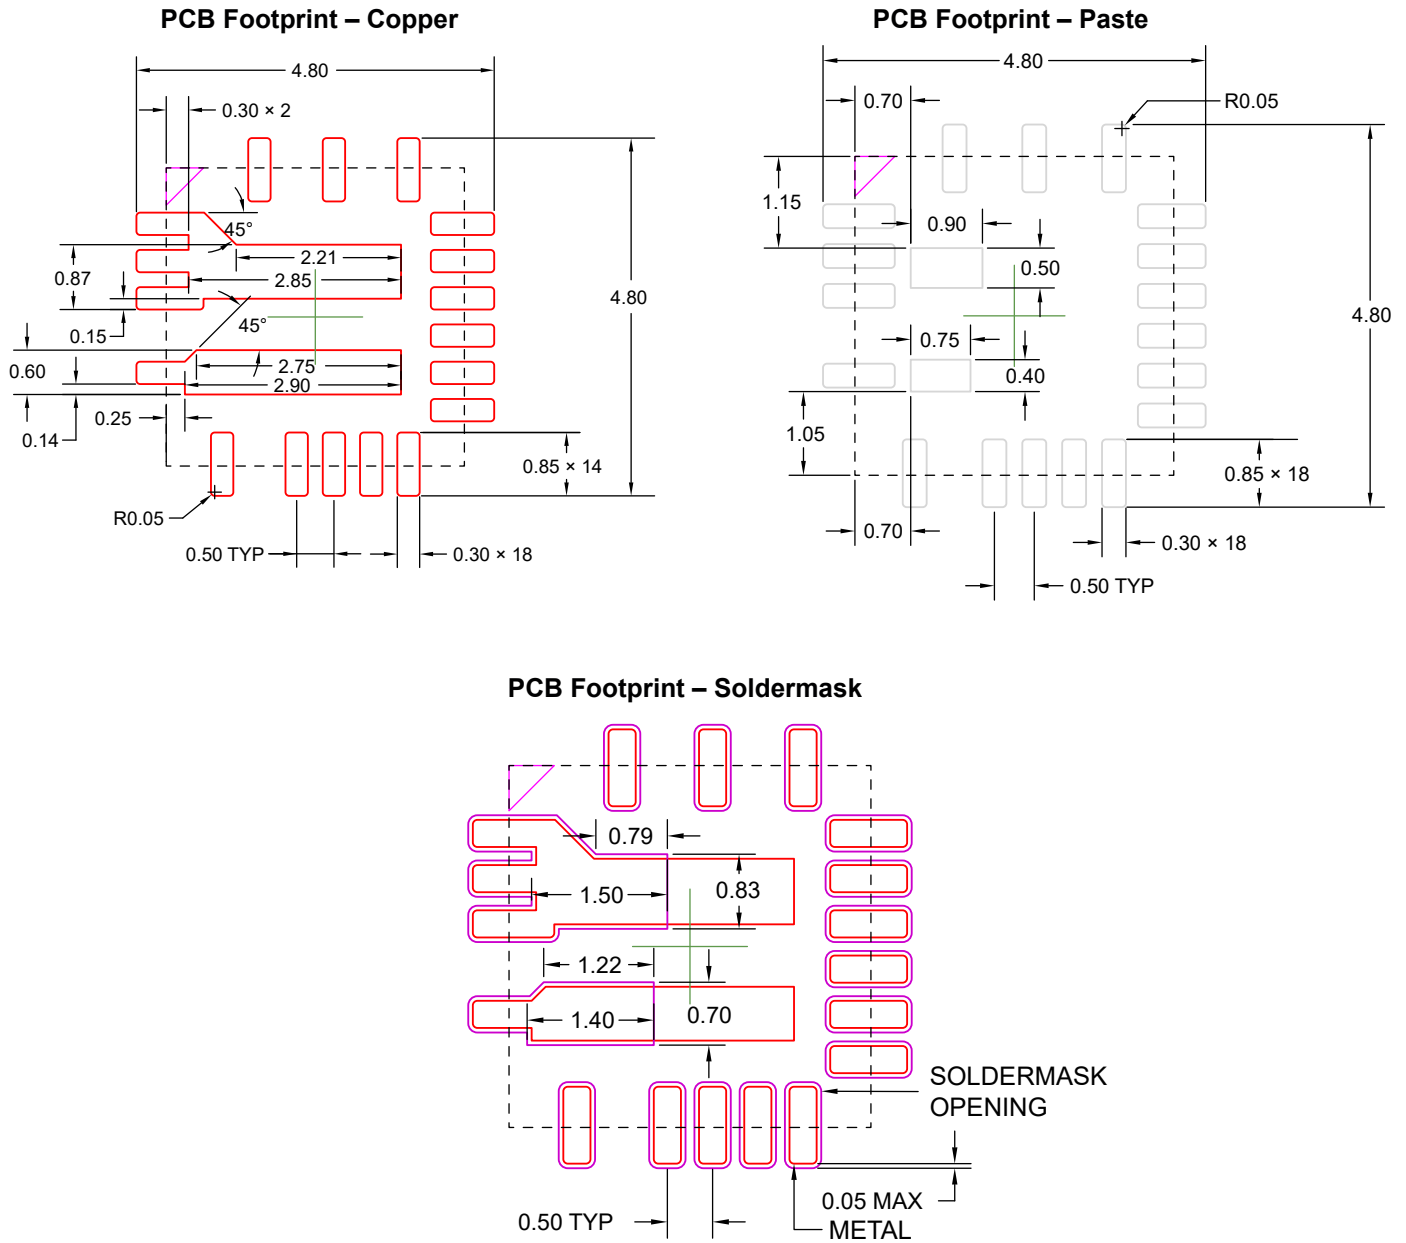 PCB Footprint – Copper
4.80
0.30 × 2
45°
2.21
2.85
0.87
0.15
45°
4.80
0.60
2.75
2.90
0.25
0.14
0.85 × 14
R0.05
0.50 TYP
0.30 × 18
PCB Footprint – Paste
4.80
0.70
R0.05
1.15
0.90
0.50
4.80
0.75
0.40
1.05
0.85 × 18
0.70
0.30 × 18
0.50 TYP
PCB Footprint – Soldermask
0.79
1.50
0.83
1.22
1.40
0.70
SOLDERMASK
OPENING
0.05 MAX
0.50 TYP
METAL